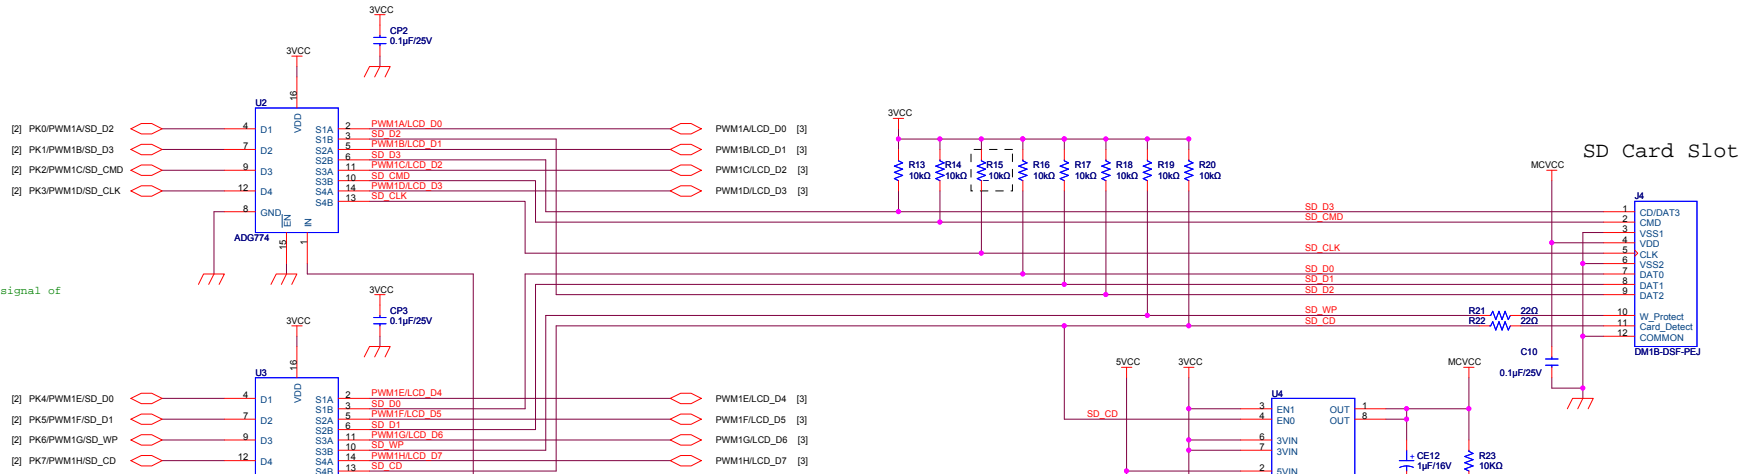 3VCC
CP2
0.1µF/25V
3VCC
16
U2
VDD
[2] PK0/PWM1A/SD_D2
4 D1
S1A 2 PWM1A/LCD_D0
PWM1A/LCD_D0 [3]
S1B 3 SD_D2
[2] PK1/PWM1B/SD_D3
7 D2
S2A 5 PWM1B/LCD_D1
PWM1B/LCD_D1 [3]
S2B 6 SD_D3
[2] PK2/PWM1C/SD_CMD
9 D3
S3A 11 PWM1C/LCD_D2
PWM1C/LCD_D2 [3]
S3B 10 SD_CMD
[2] PK3/PWM1D/SD_CLK
12 D4
S4A 14 PWM1D/LCD_D3
PWM1D/LCD_D3 [3]
S4B 13 SD_CLK
8 GND
EN
IN
ADG774
15
1
3VCC
R13
10kΩ
R14
10kΩ
R15
10kΩ
R16
10kΩ
R17
10kΩ
R18
10kΩ
R19
10kΩ
R20
10kΩ
SD Card Slot
MCVCC
J4
SD_D3
1 CD/DAT3
SD_CMD
2 CMD
3 VSS1
4 VDD
SD_CLK
5 CLK
6 VSS2
SD_D0
7 DAT0
SD_D1
8 DAT1
SD_D2
9 DAT2
SD_WP
R21 22Ω
10 W_Protect
SD_CD
R22 22Ω
11 Card_Detect
12 COMMON
DM1B-DSF-PEJ
C10
0.1µF/25V
signal of
3VCC
CP3
0.1µF/25V
3VCC
16
U3
VDD
[2] PK4/PWM1E/SD_D0
4 D1
S1A 2 PWM1E/LCD_D4
PWM1E/LCD_D4 [3]
S1B 3 SD_D0
[2] PK5/PWM1F/SD_D1
7 D2
S2A 5 PWM1F/LCD_D5
PWM1F/LCD_D5 [3]
S2B 6 SD_D1
[2] PK6/PWM1G/SD_WP
9 D3
S3A 11 PWM1G/LCD_D6
PWM1G/LCD_D6 [3]
S3B 10 SD_WP
[2] PK7/PWM1H/SD_CD
12 D4
S4A 14 PWM1H/LCD_D7
PWM1H/LCD_D7 [3]
S4B 13 SD_CD
5VCC
3VCC
MCVCC
U4
SD_CD
3 EN1
4 EN0
6 3VIN
7 3VIN
2 5VIN
OUT 1
OUT 8
+ CE12
1µF/16V
R23
10KΩ